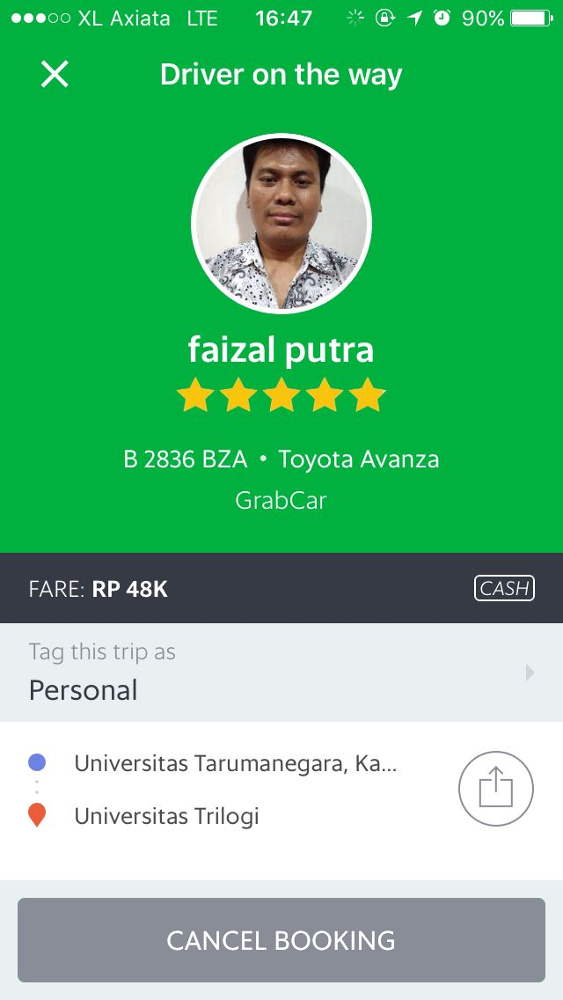 XL Axiata LTE 16:47 90%
Driver on the way
faizal putra
B 2836 BZA • Toyota Avanza
GrabCar
FARE: RP 48K CASH
Tag this trip as
Personal
Universitas Tarumanegara, Ka...
Universitas Trilogi
CANCEL BOOKING